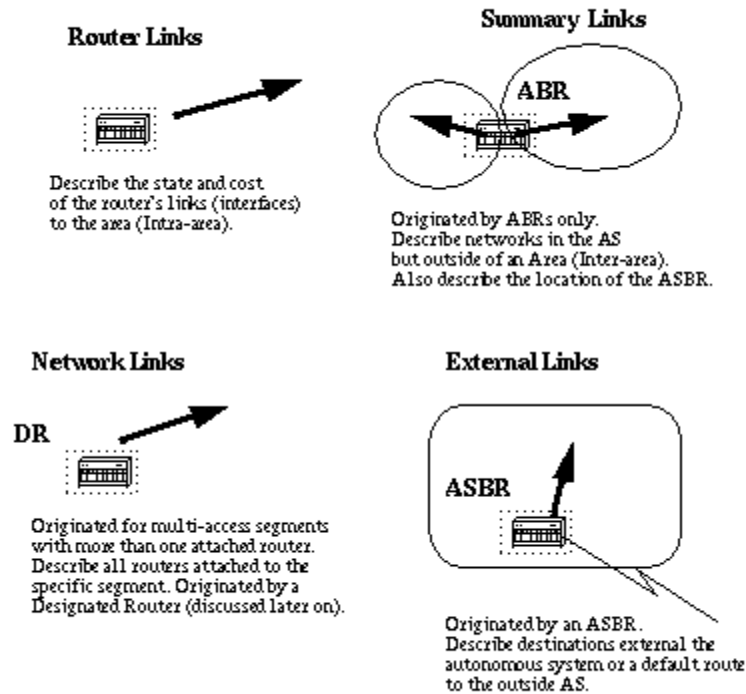 Router Links
Describe the state and cost
of the router's links (interfaces)
to the area (Intra-area).
Summary Links
ABR
Originated by ABRs only.
Describe networks in the AS
but outside of an Area (Inter-area).
Also describe the location of the ASBR.
Network Links
DR
Originated for multi-access segments
with more than one attached router.
Describe all routers attached to the
specific segment. Originated by a
Designated Router (discussed later on).
External Links
ASBR
Originated by an ASBR.
Describe destinations external the
autonomous system or a default route
to the outside AS.